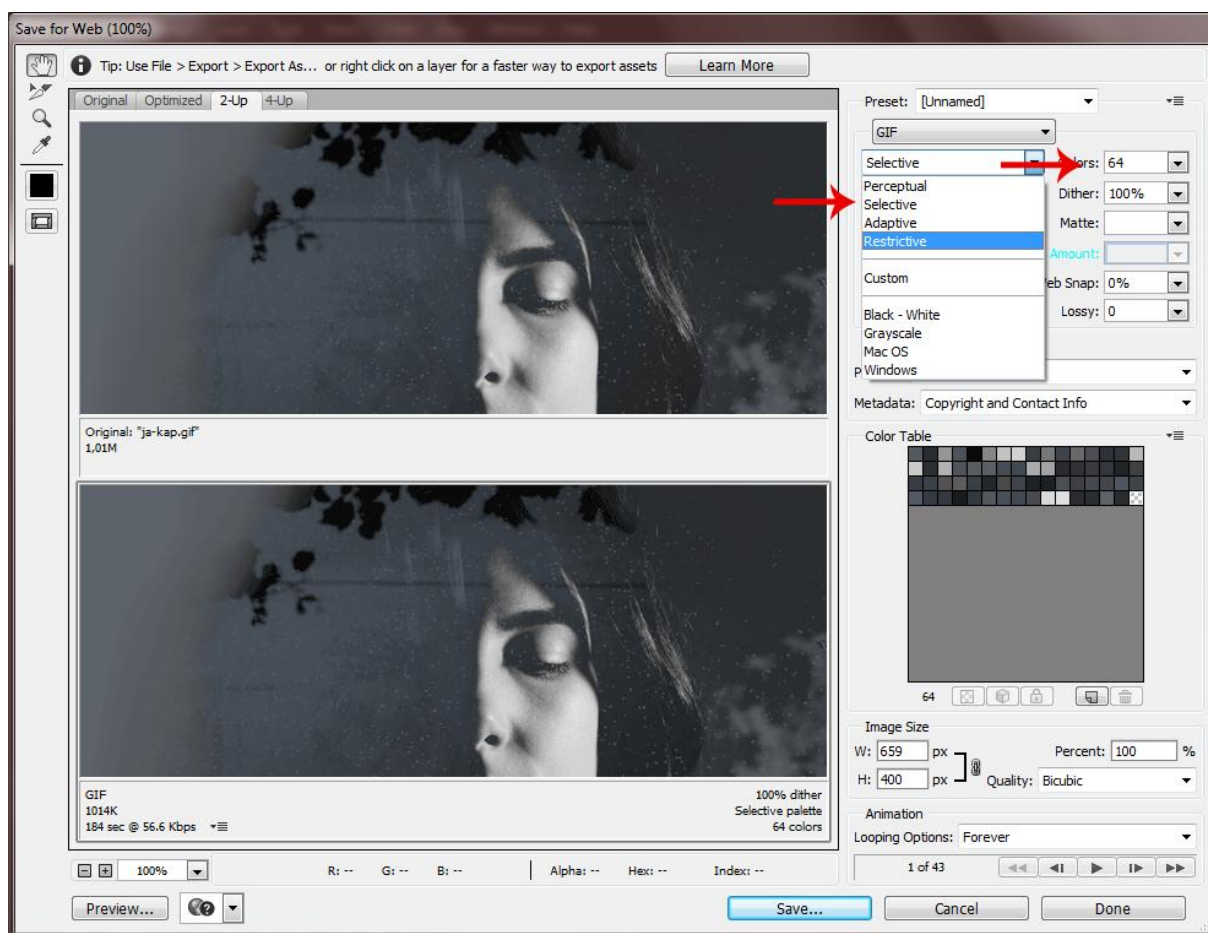 Save for Web (100%)
Tip: Use File > Export > Export As... or right click on a layer for a faster way to export assets
Learn More
Original
Optimized
2-Up
4-Up
Original: "ja-kap.gif"
1,01M
GIF
1014K
184 sec @ 56.6 Kbps
100% dither
Selective palette
64 colors
100%
R: --
G: --
B: --
Alpha: --
Hex: --
Index: --
Preview...
Save...
Cancel
Done
Preset: [Unnamed]
GIF
Selective
Perceptual
Selective
Adaptive
Restrictive
Custom
Black - White
Grayscale
Mac OS
Windows
64
Dither: 100%
Matte:
Amount:
Snap: 0%
Lossy: 0
Metadata: Copyright and Contact Info
Color Table
64
Image Size
W: 659 px
H: 400 px
Percent: 100 %
Quality: Bicubic
Animation
Looping Options: Forever
1 of 43